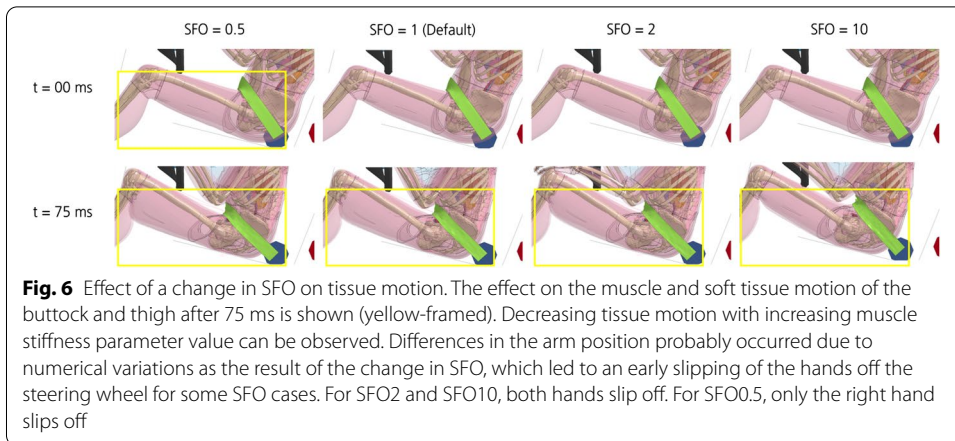 SFO = 0.5 SFO = 1 (Default) SFO = 2 SFO = 10
t = 00 ms
t = 75 ms
Fig. 6 Effect of a change in SFO on tissue motion. The effect on the muscle and soft tissue motion of the
buttock and thigh after 75 ms is shown (yellow-framed). Decreasing tissue motion with increasing muscle
stiffness parameter value can be observed. Differences in the arm position probably occurred due to
numerical variations as the result of the change in SFO, which led to an early slipping of the hands off the
steering wheel for some SFO cases. For SFO2 and SFO10, both hands slip off. For SFO0.5, only the right hand
slips off